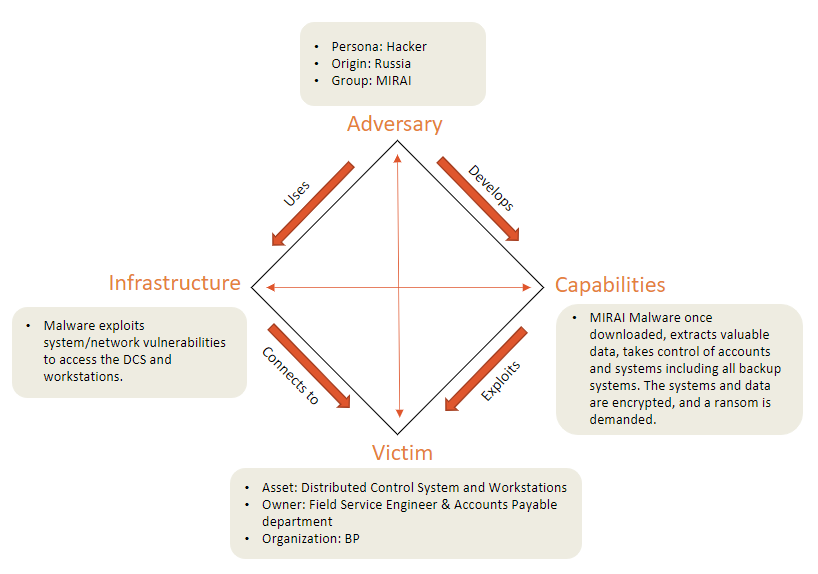 • Persona: Hacker
• Origin: Russia
• Group: MIRAI
Adversary
Uses
Develops
Infrastructure
Capabilities
• Malware exploits
system/network vulnerabilities
to access the DCS and
workstations.
• MIRAI Malware once
downloaded, extracts valuable
data, takes control of accounts
and systems including all backup
systems. The systems and data
are encrypted, and a ransom is
demanded.
Connects to
Exploits
Victim
• Asset: Distributed Control System and Workstations
• Owner: Field Service Engineer & Accounts Payable
department
• Organization: BP